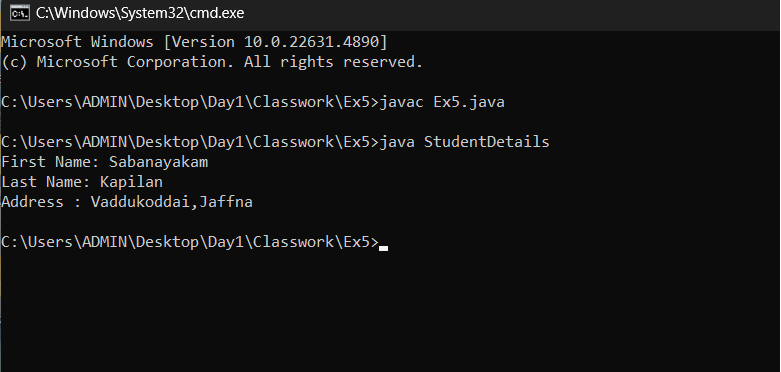 C:\Windows\System32\cmd.exe
Microsoft Windows [Version 10.0.22631.4890]
(c) Microsoft Corporation. All rights reserved.
C:\Users\ADMIN\Desktop\Day1\Classwork\Ex5>javac Ex5.java
C:\Users\ADMIN\Desktop\Day1\Classwork\Ex5>java StudentDetails
First Name: Sabanayakam
Last Name: Kapilan
Address : Vaddukoddai,Jaffna
C:\Users\ADMIN\Desktop\Day1\Classwork\Ex5>